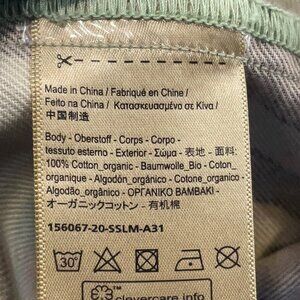 Made in China / Fabriqué en Chine /
Feito na China / Κατασκευασμένο σε Κίνα /
中国制造
Body - Oberstoff - Corps - Corpo -
tessuto esterno - Exterior - Σώμα - 表地 - 面料:
100% Cotton_organic - Baumwolle_Bio - Coton_
organique - Algodón_orgánico - Cotone_organico -
Algodão_orgânico - ΟΡΓΑΝΙΚΟ ΒΑΜΒΑΚΙ -
オーガニックコットン - 有机棉
156067-20-SSLM-A31
30°
clevercare.info